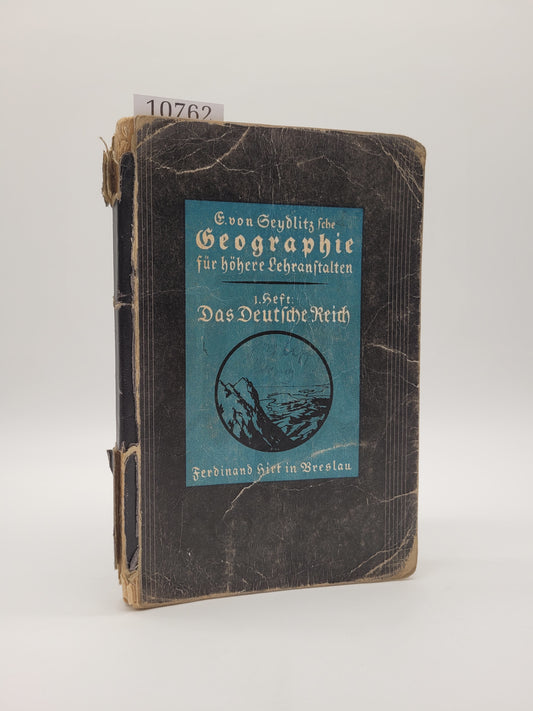 10762
E. von Seydlitz ſche
Geographie
für höhere Lehranſtalten
1. Heft:
Das Deutſche Reich
Ferdinand Hirt in Breslau